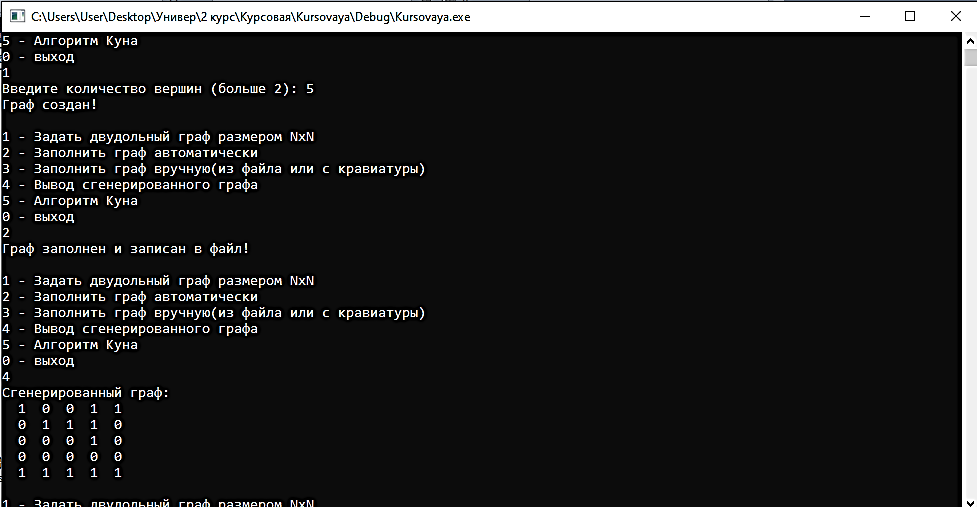 C:\Users\User\Desktop\Универ\2 курс\Курсовая\Kursovaya\Debug\Kursovaya.exe
5 - Алгоритм Куна
0 - выход
1
Введите количество вершин (больше 2): 5
Граф создан!
1 - Задать двудольный граф размером NxN
2 - Заполнить граф автоматически
3 - Заполнить граф вручную(из файла или с кравиатуры)
4 - Вывод сгенерированного графа
5 - Алгоритм Куна
0 - выход
2
Граф заполнен и записан в файл!
1 - Задать двудольный граф размером NxN
2 - Заполнить граф автоматически
3 - Заполнить граф вручную(из файла или с кравиатуры)
4 - Вывод сгенерированного графа
5 - Алгоритм Куна
0 - выход
4
Сгенерированный граф:
1 0 0 1 1
0 1 1 1 0
0 0 0 1 0
0 0 0 0 0
1 1 1 1 1
1 - Задать двудольный граф размером NxN